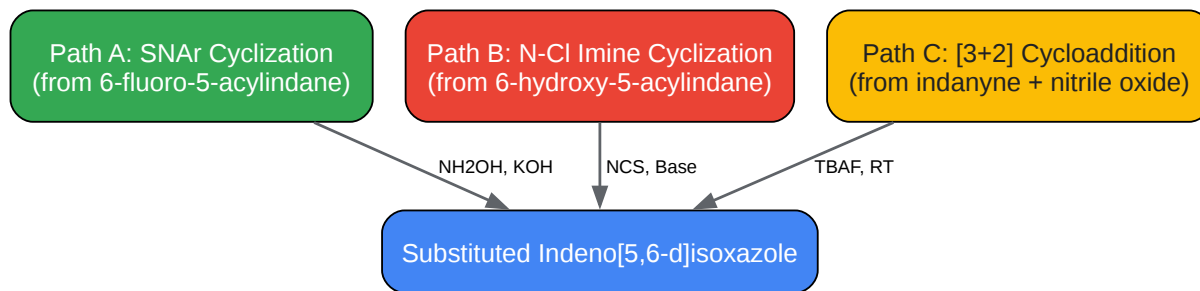 Path A: SNAr Cyclization
(from 6-fluoro-5-acylindane)
Path B: N-Cl Imine Cyclization
(from 6-hydroxy-5-acylindane)
Path C: [3+2] Cycloaddition
(from indanyne + nitrile oxide)
NH2OH, KOH
NCS, Base
TBAF, RT
Substituted Indeno[5,6-d]isoxazole